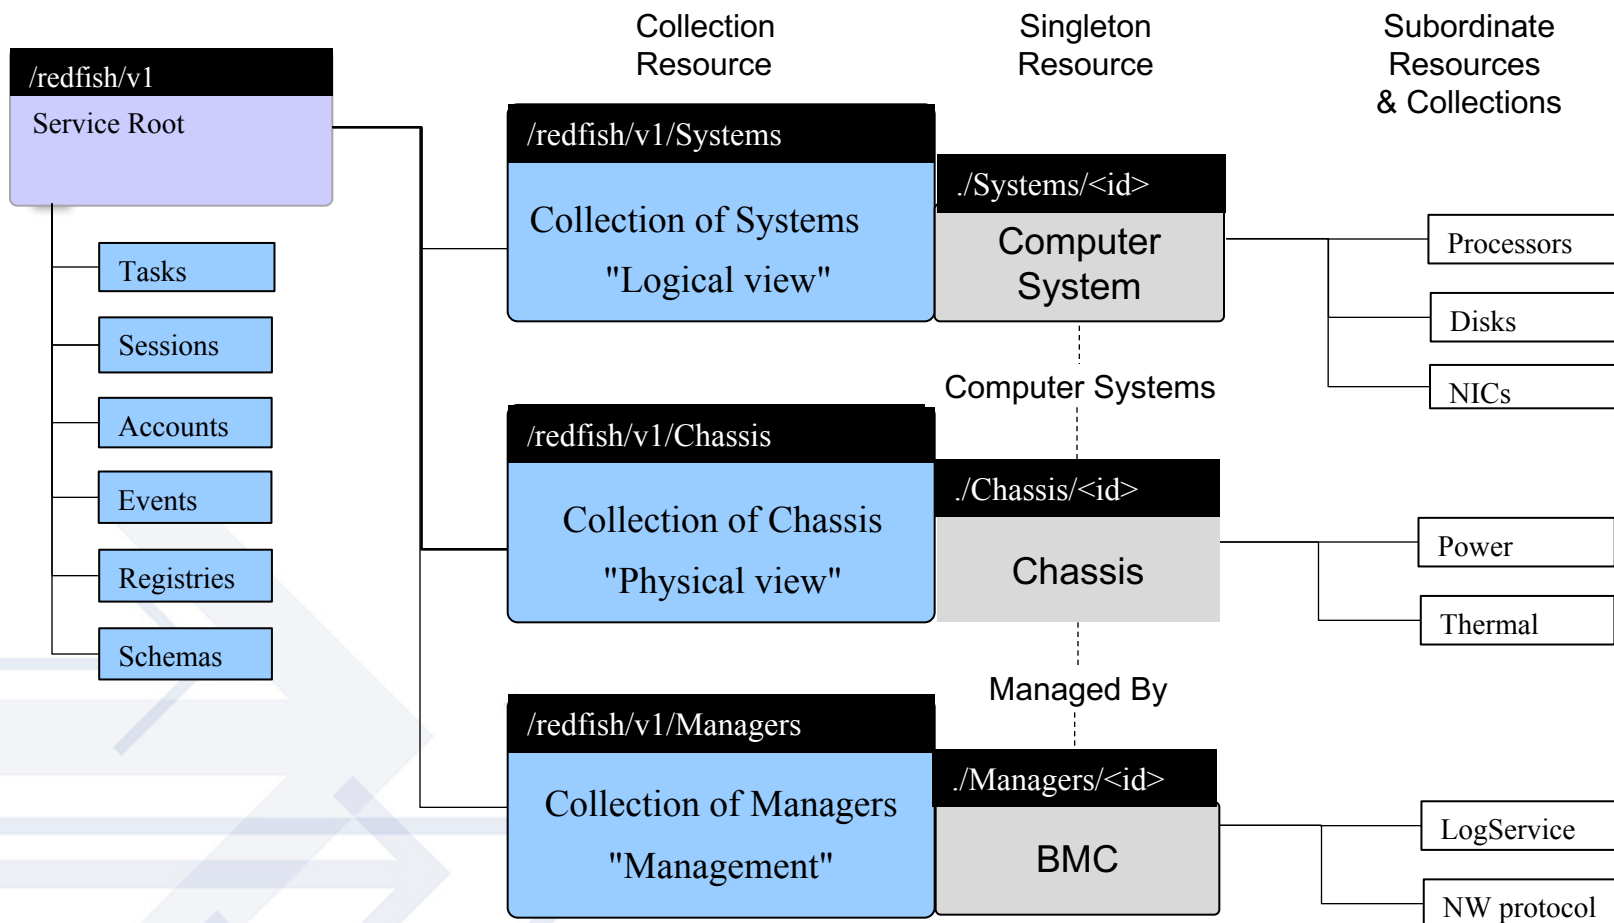 Collection
Resource
Singleton
Resource
Subordinate
Resources
& Collections
/redfish/v1
Service Root
Tasks
Sessions
Accounts
Events
Registries
Schemas
/redfish/v1/Systems
Collection of Systems
"Logical view"
./Systems/<id>
Computer
System
Processors
Disks
NICs
Computer Systems
/redfish/v1/Chassis
Collection of Chassis
"Physical view"
./Chassis/<id>
Chassis
Power
Thermal
Managed By
/redfish/v1/Managers
Collection of Managers
"Management"
./Managers/<id>
BMC
LogService
NW protocol